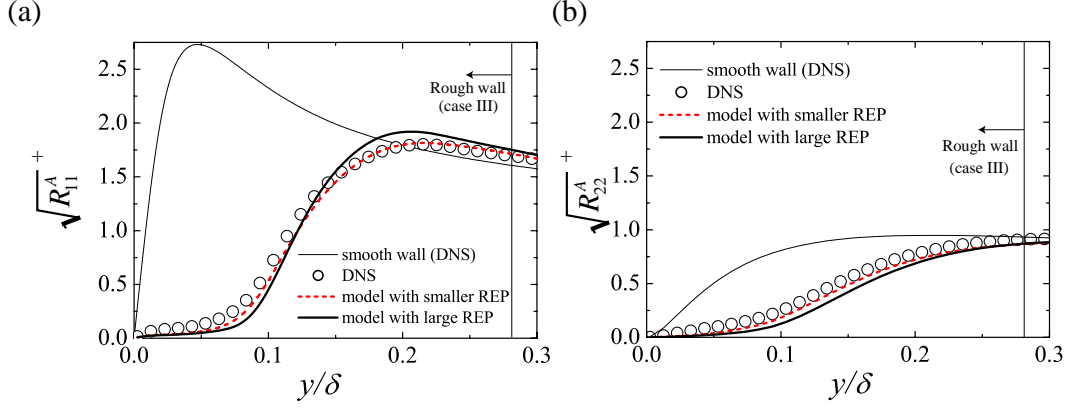 (a)
√R₁₁ᴬ⁺
2.5
2.0
1.5
1.0
0.5
0.0
Rough wall
(case III)
smooth wall (DNS)
DNS
model with smaller REP
model with large REP
0.0 0.1 0.2 0.3
y/δ
(b)
√R₂₂ᴬ⁺
2.5
2.0
1.5
1.0
0.5
0.0
smooth wall (DNS)
DNS
model with smaller REP
model with large REP
Rough wall
(case III)
0.0 0.1 0.2 0.3
y/δ